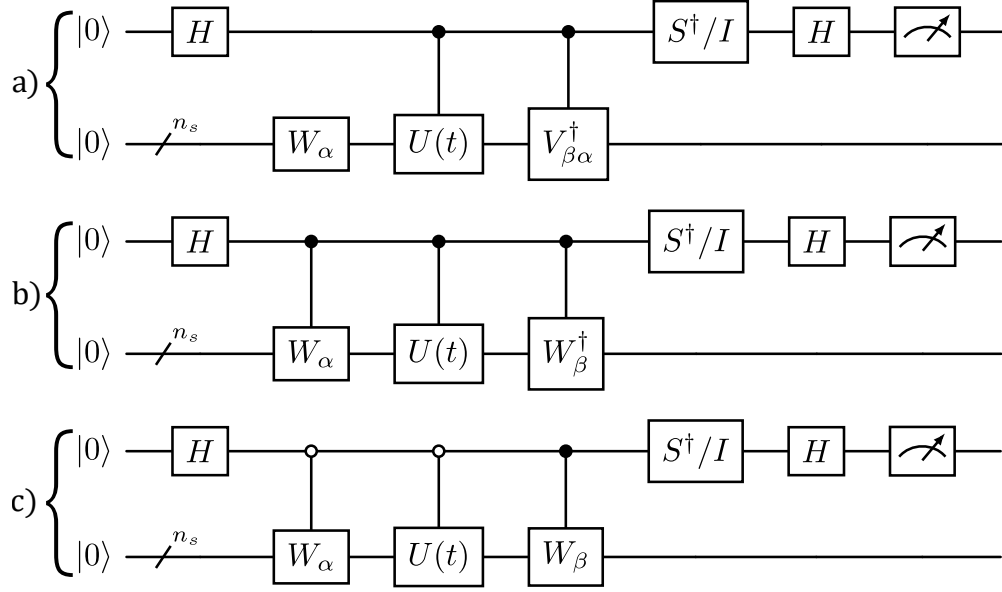 a) |0⟩ H S†/I H
|0⟩ n_s W_α U(t) V†_βα
b) |0⟩ H S†/I H
|0⟩ n_s W_α U(t) W†_β
c) |0⟩ H S†/I H
|0⟩ n_s W_α U(t) W_β